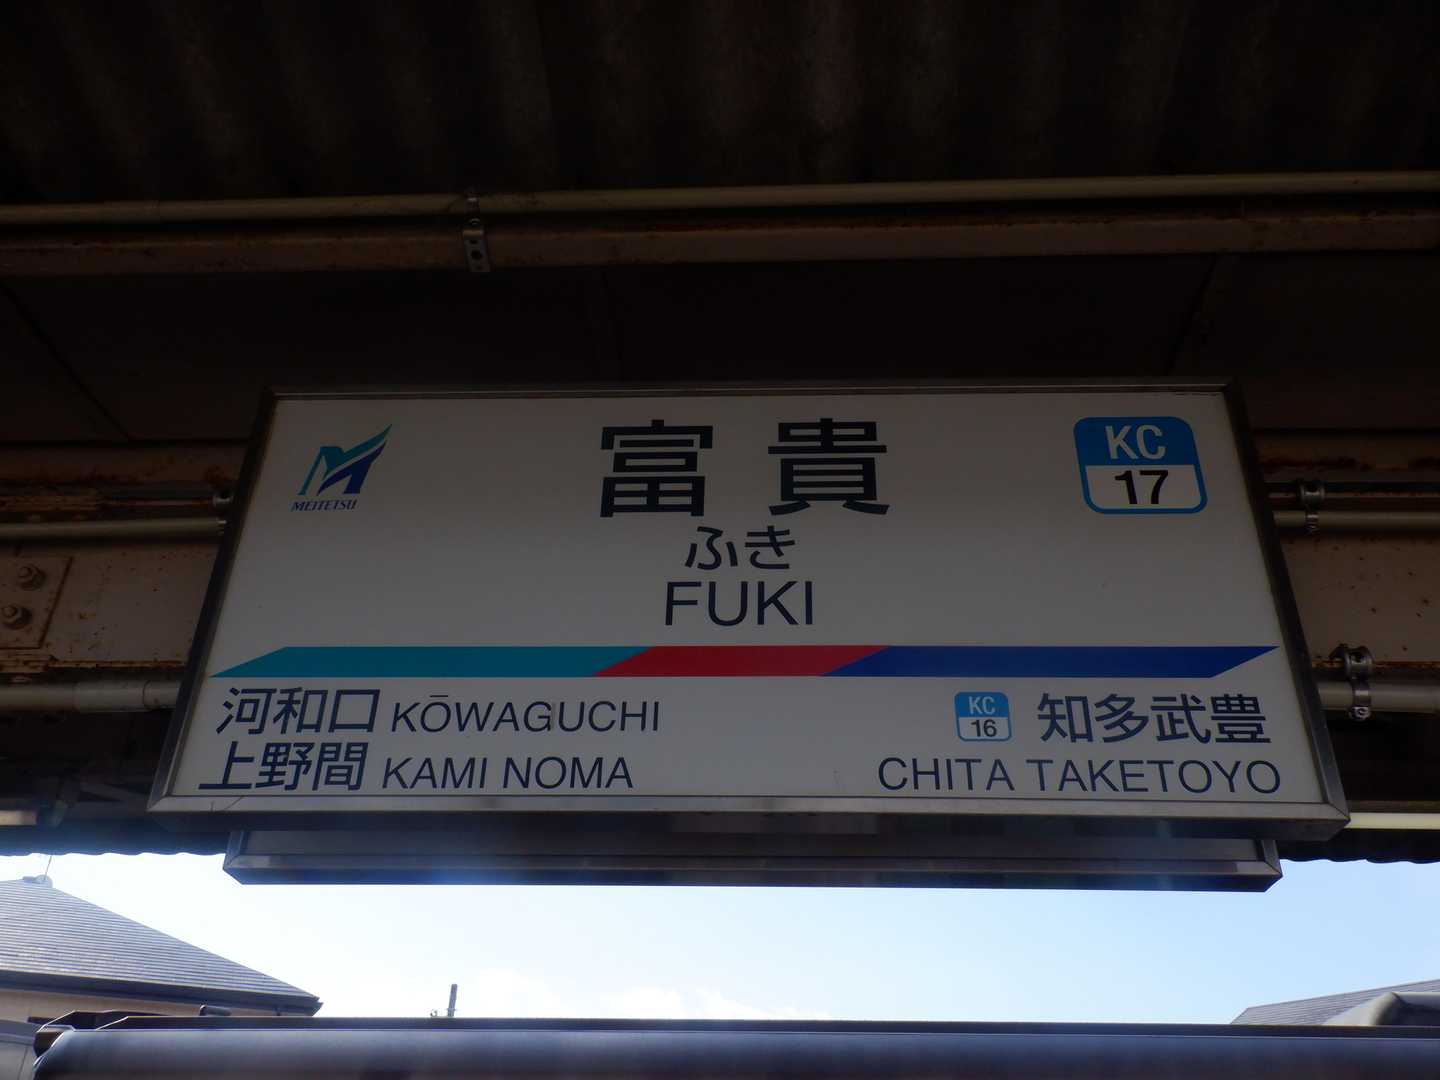 MEITETSU
富貴
ふき
FUKI
KC
17
河和口 KŌWAGUCHI
上野間 KAMI NOMA
KC
16
知多武豊
CHITA TAKETOYO